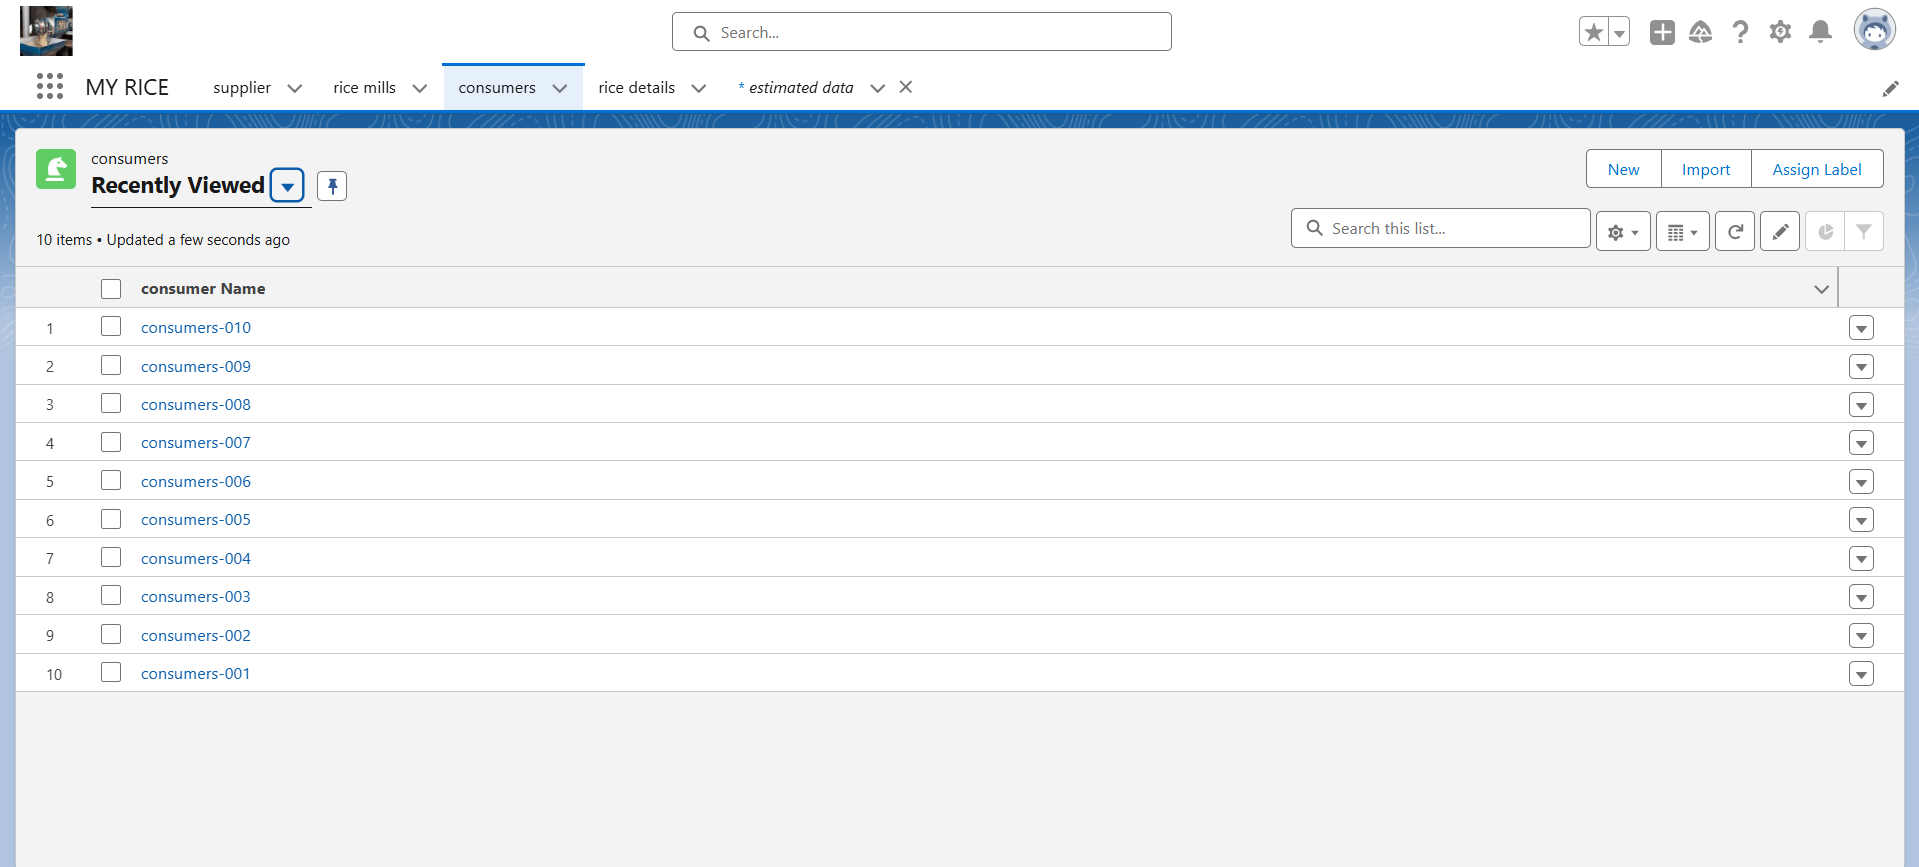 Search...
MY RICE
supplier
rice mills
consumers
rice details
* estimated data
consumers
Recently Viewed
New
Import
Assign Label
10 items • Updated a few seconds ago
Search this list...
consumer Name
1 consumers-010
2 consumers-009
3 consumers-008
4 consumers-007
5 consumers-006
6 consumers-005
7 consumers-004
8 consumers-003
9 consumers-002
10 consumers-001